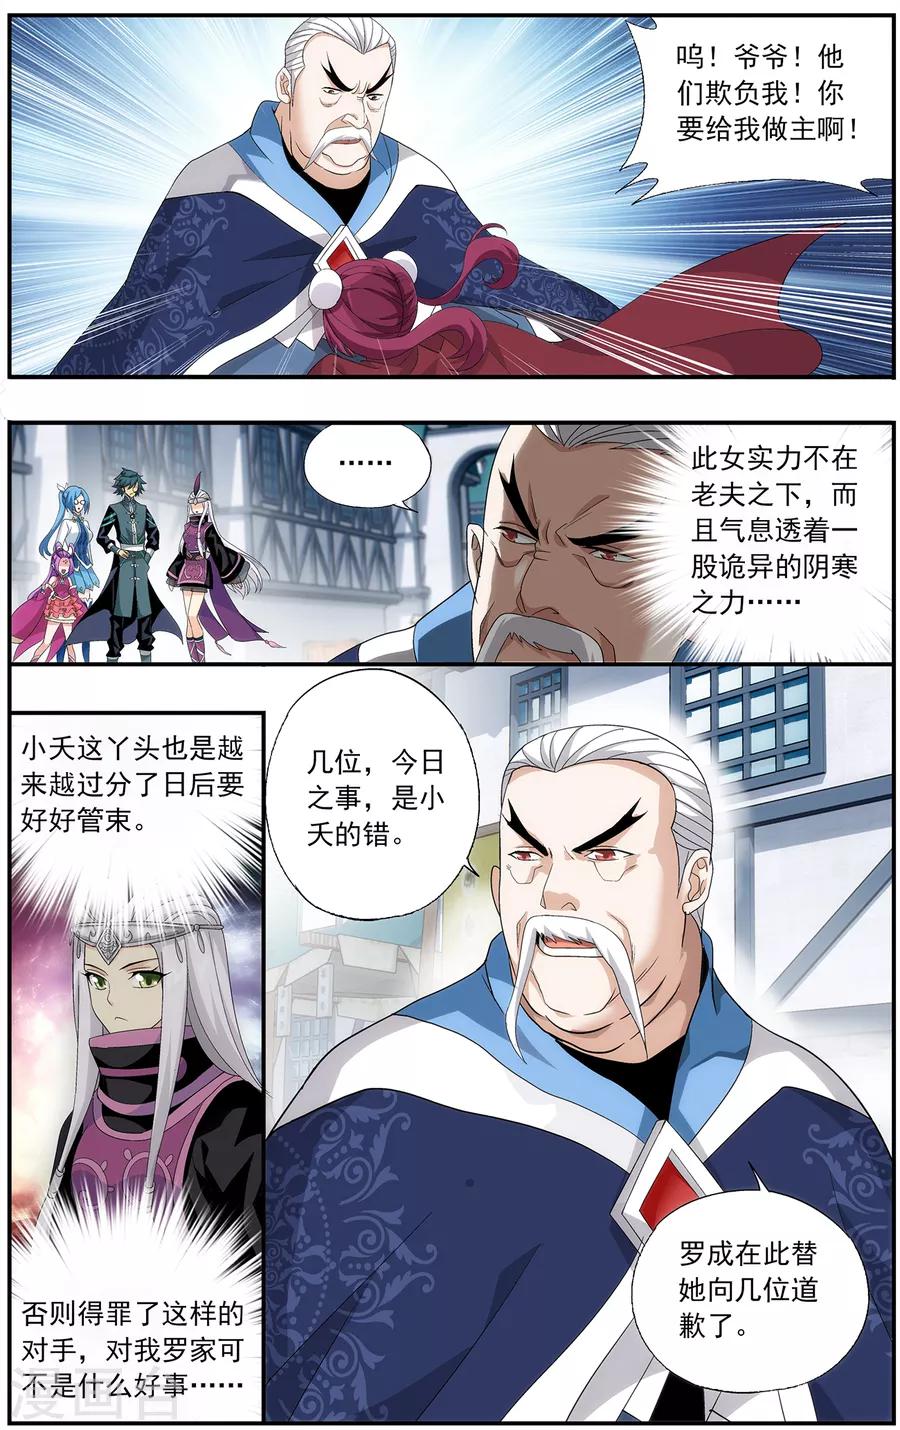 呜！爷爷！他
们欺负我！你
要给我做主啊！
……
此女实力不在
老夫之下，而
且气息透着一
股诡异的阴寒
之力……
小夭这丫头也是越
来越过分了日后要
好好管束。
否则得罪了这样的
对手，对我罗家可
不是什么好事……
几位，今日
之事，是小
夭的错。
罗成在此替
她向几位道
歉了。
漫画台